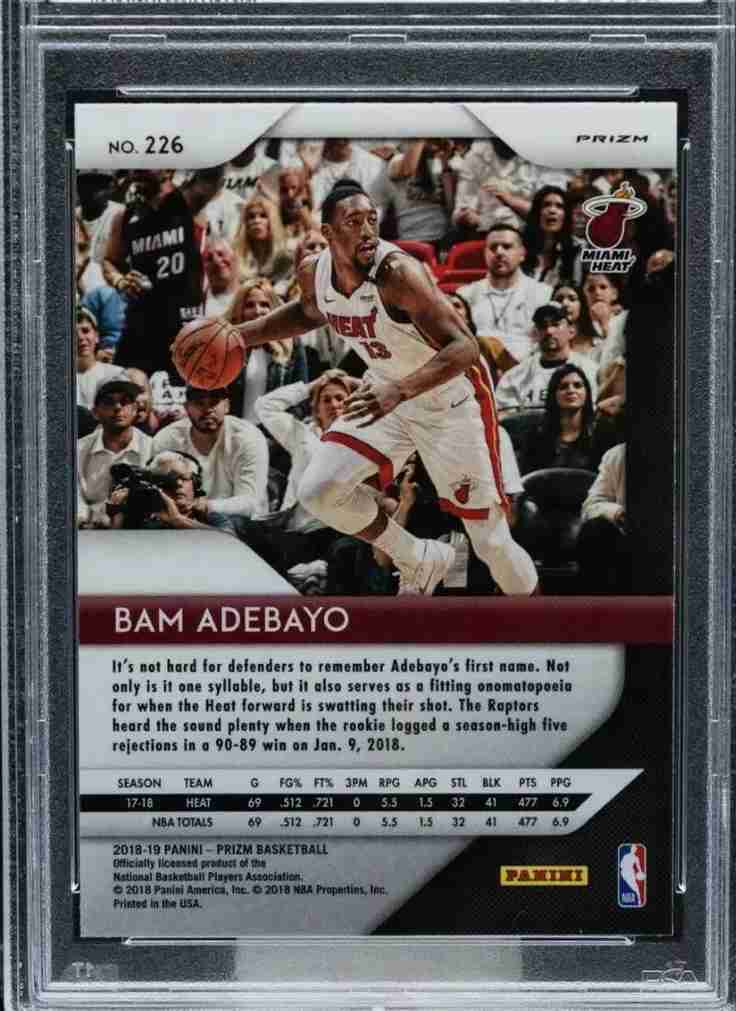 NO. 226
PRIZM
MIAMI
20
HEAT
13
MIAMI
HEAT
BAM ADEBAYO
It's not hard for defenders to remember Adebayo's first name. Not
only is it one syllable, but it also serves as a fitting onomatopoeia
for when the Heat forward is swatting their shot. The Raptors
heard the sound plenty when the rookie logged a season-high five
rejections in a 90-89 win on Jan. 9, 2018.
SEASON TEAM G FG% FT% 3PM RPG APG STL BLK PTS PPG
17-18 HEAT 69 .512 .721 0 5.5 1.5 32 41 477 6.9
NBA TOTALS 69 .512 .721 0 5.5 1.5 32 41 477 6.9
2018-19 PANINI – PRIZM BASKETBALL
Officially licensed product of the
National Basketball Players Association.
© 2018 Panini America, Inc. © 2018 NBA Properties, Inc.
Printed in the USA.
PANINI
NBA
PSA